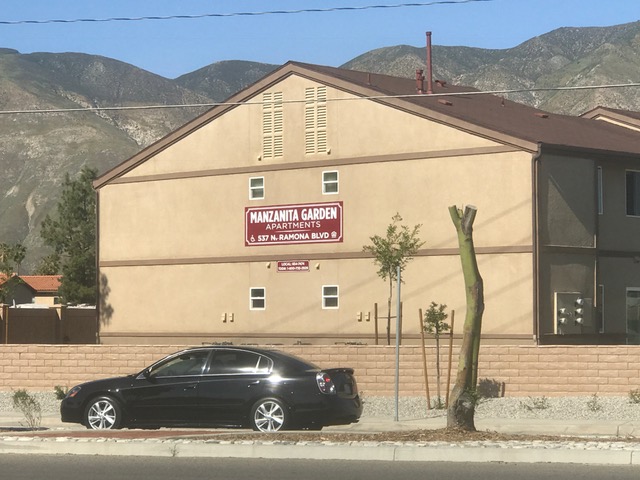 MANZANITA GARDEN
APARTMENTS
537 N. RAMONA BLVD